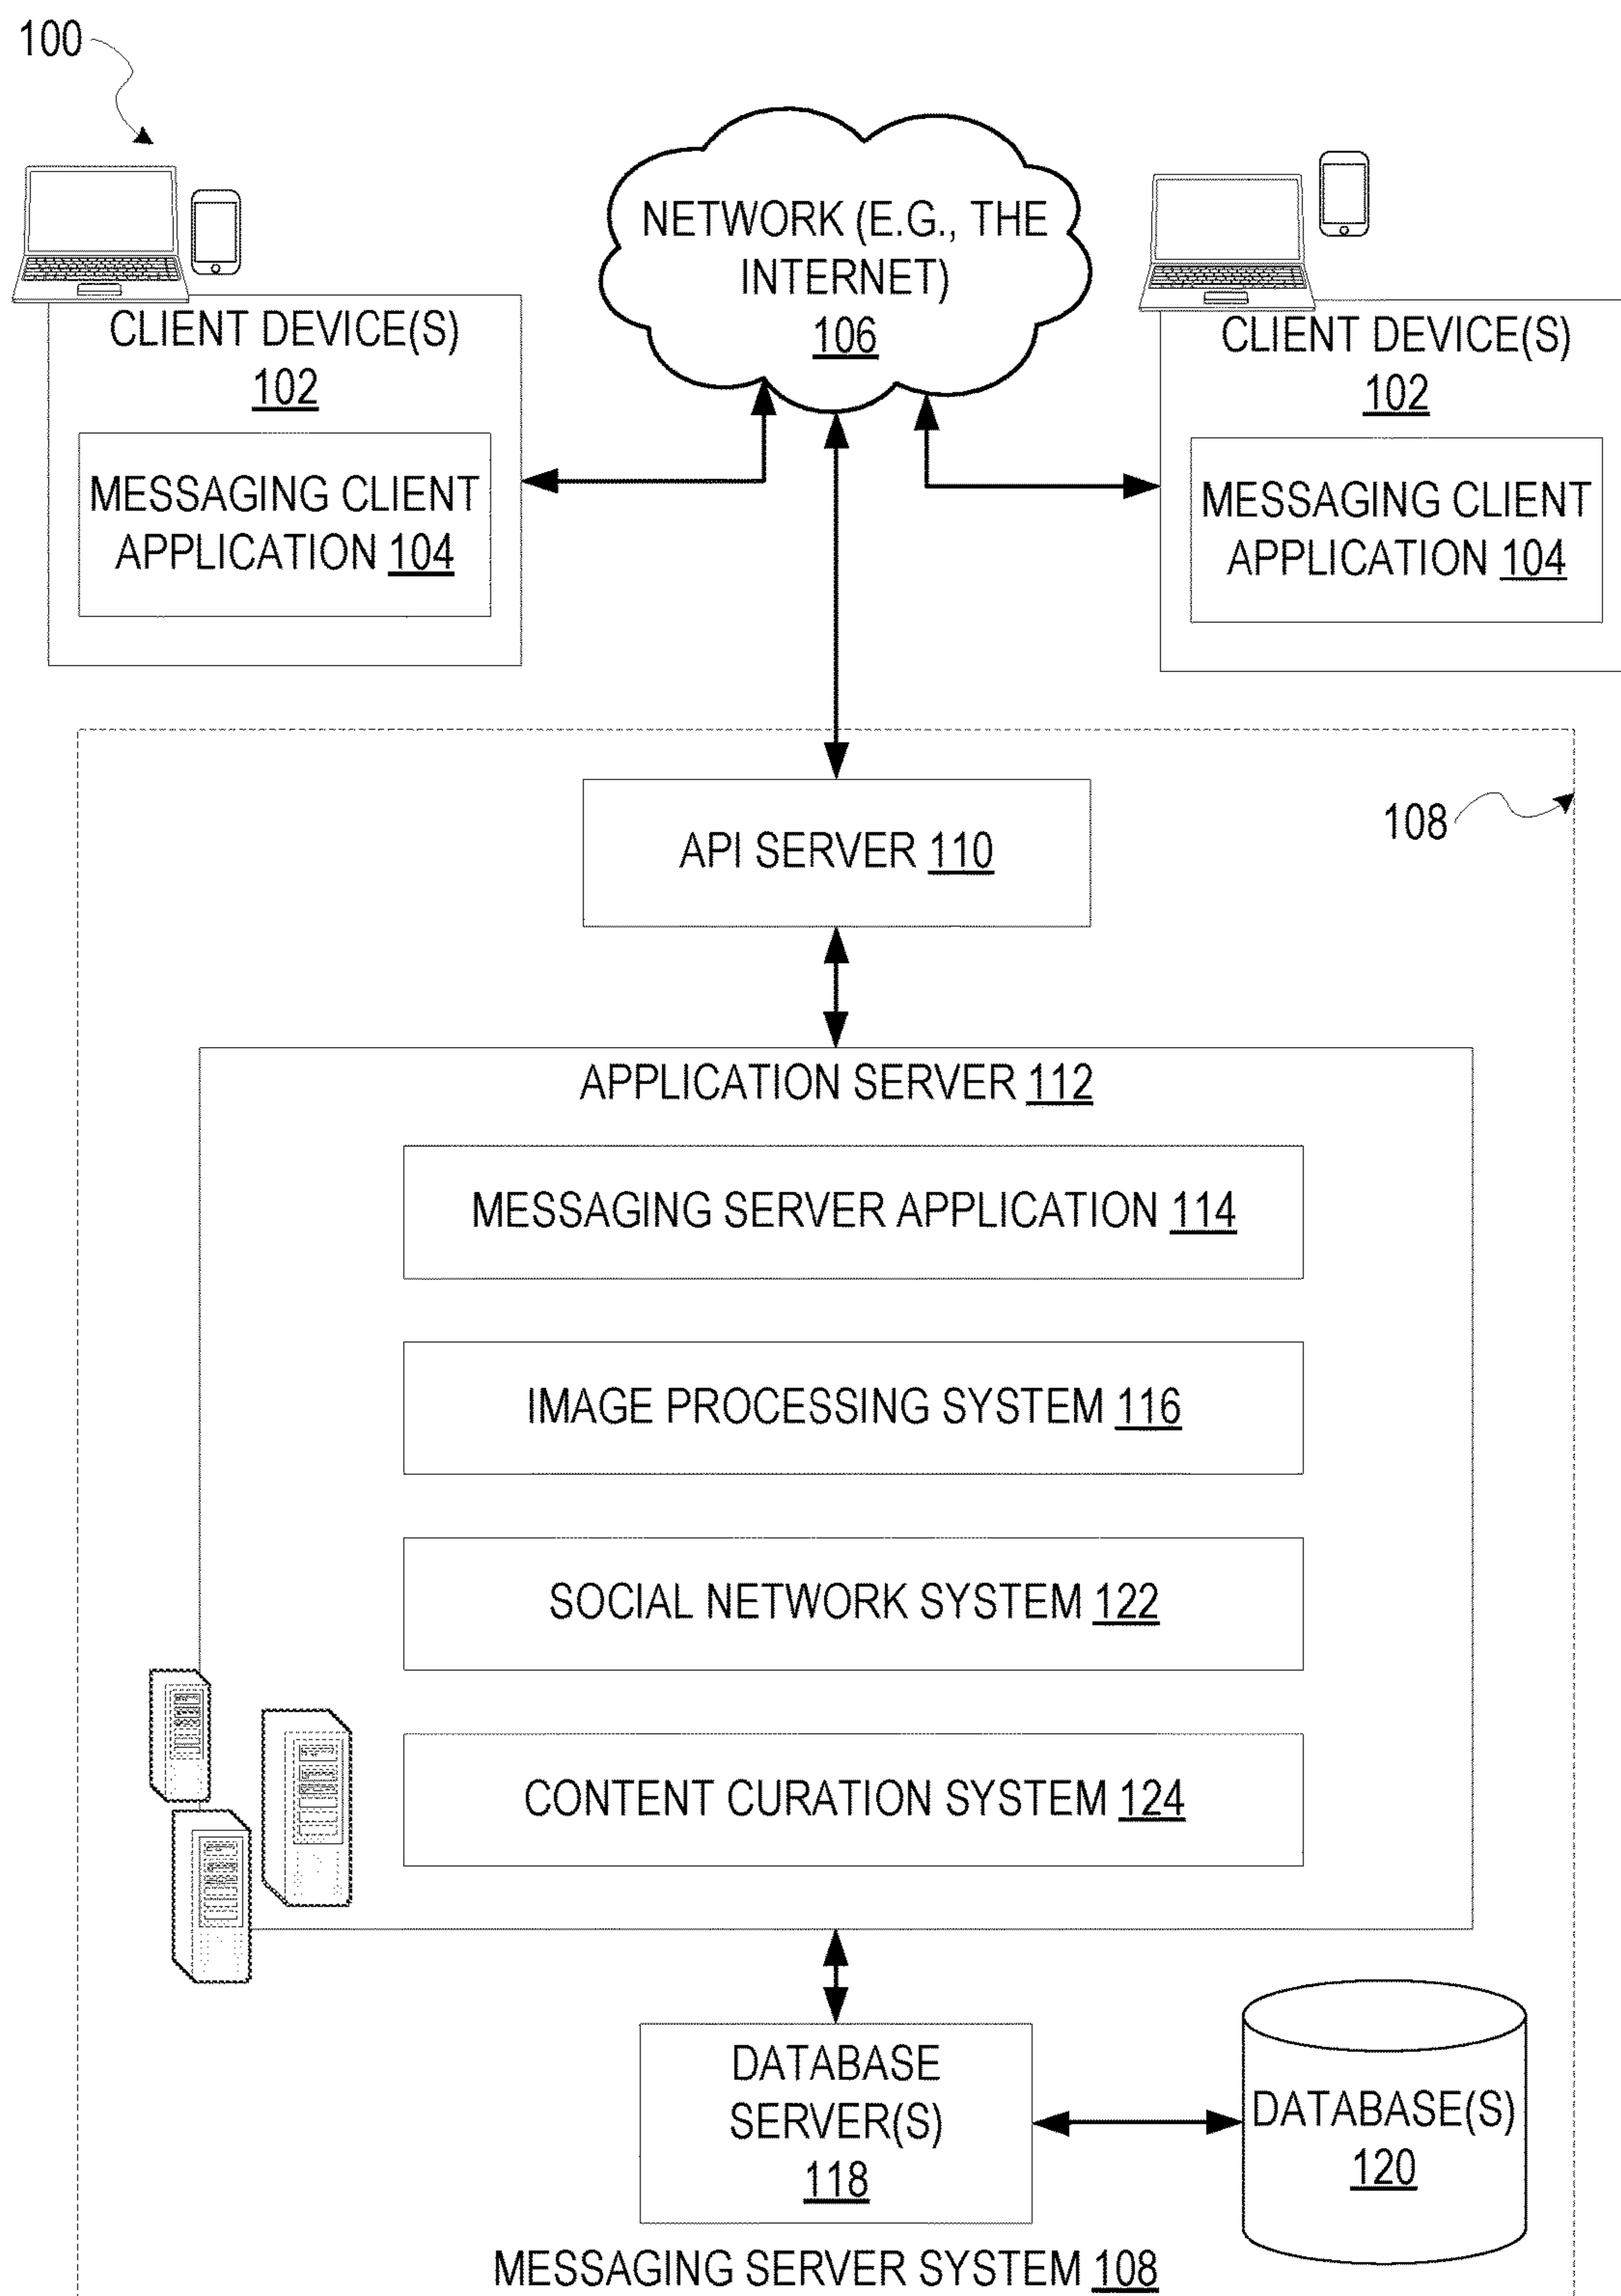 100
NETWORK (E.G., THE
INTERNET)
106
CLIENT DEVICE(S)
102
MESSAGING CLIENT
APPLICATION 104
CLIENT DEVICE(S)
102
MESSAGING CLIENT
APPLICATION 104
108
API SERVER 110
APPLICATION SERVER 112
MESSAGING SERVER APPLICATION 114
IMAGE PROCESSING SYSTEM 116
SOCIAL NETWORK SYSTEM 122
CONTENT CURATION SYSTEM 124
DATABASE
SERVER(S)
118
DATABASE(S)
120
MESSAGING SERVER SYSTEM 108